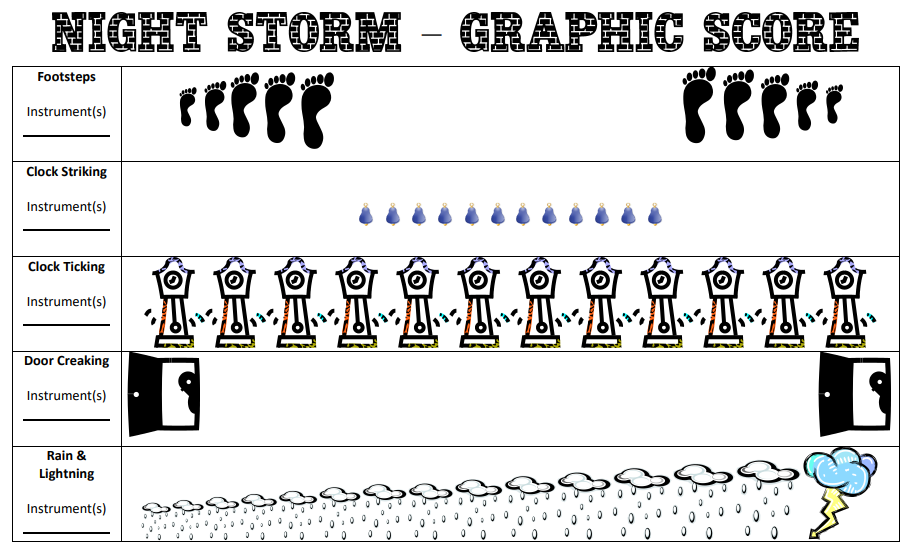 NIGHT STORM – GRAPHIC SCORE
Footsteps
Instrument(s)
Clock Striking
Instrument(s)
Clock Ticking
Instrument(s)
Door Creaking
Instrument(s)
Rain &
Lightning
Instrument(s)